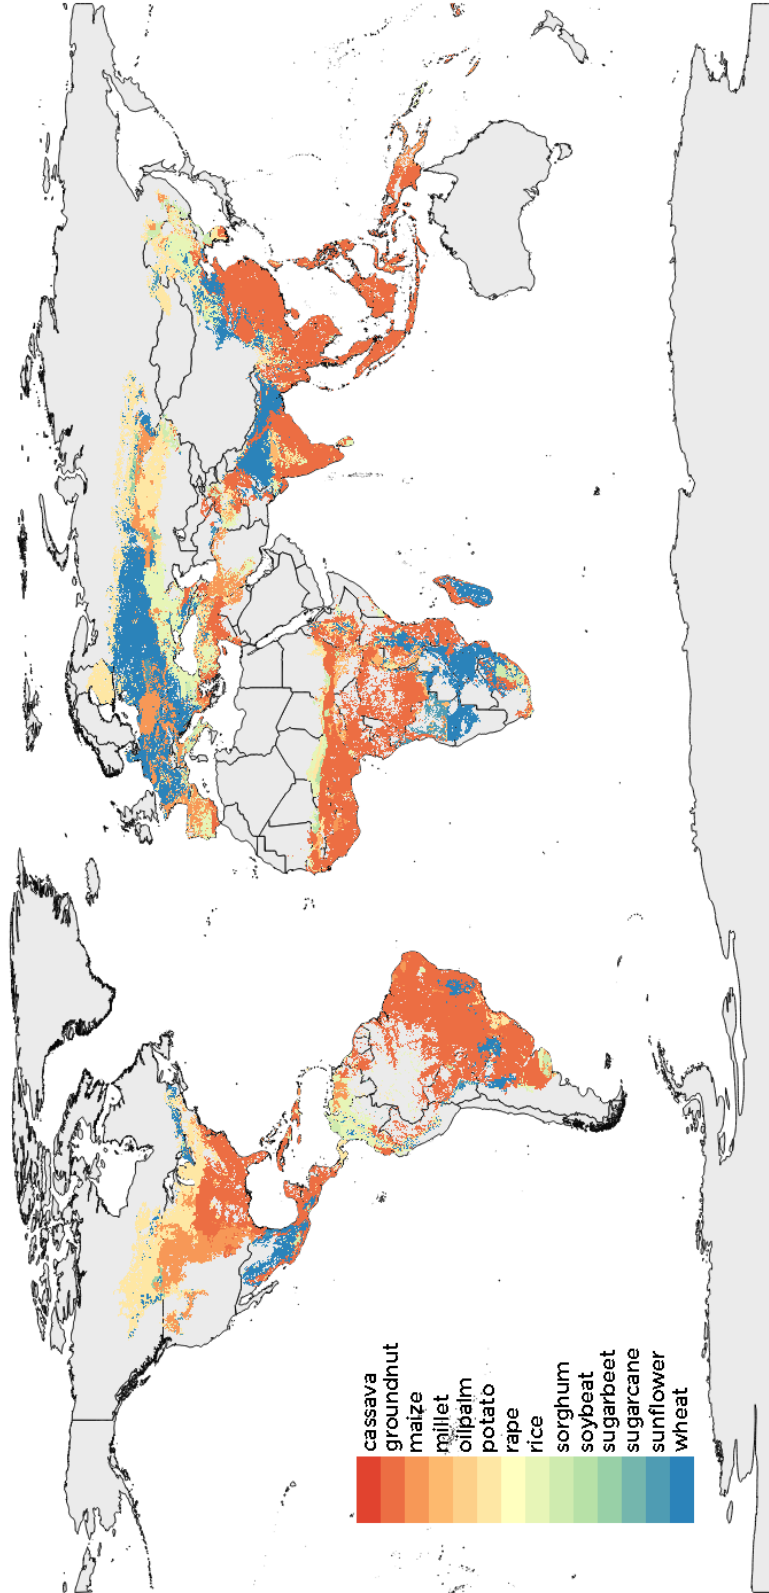 cassava
groundnut
maize
millet
oilpalm
potato
rape
rice
sorghum
soybeat
sugarbeet
sugarcane
sunflower
wheat